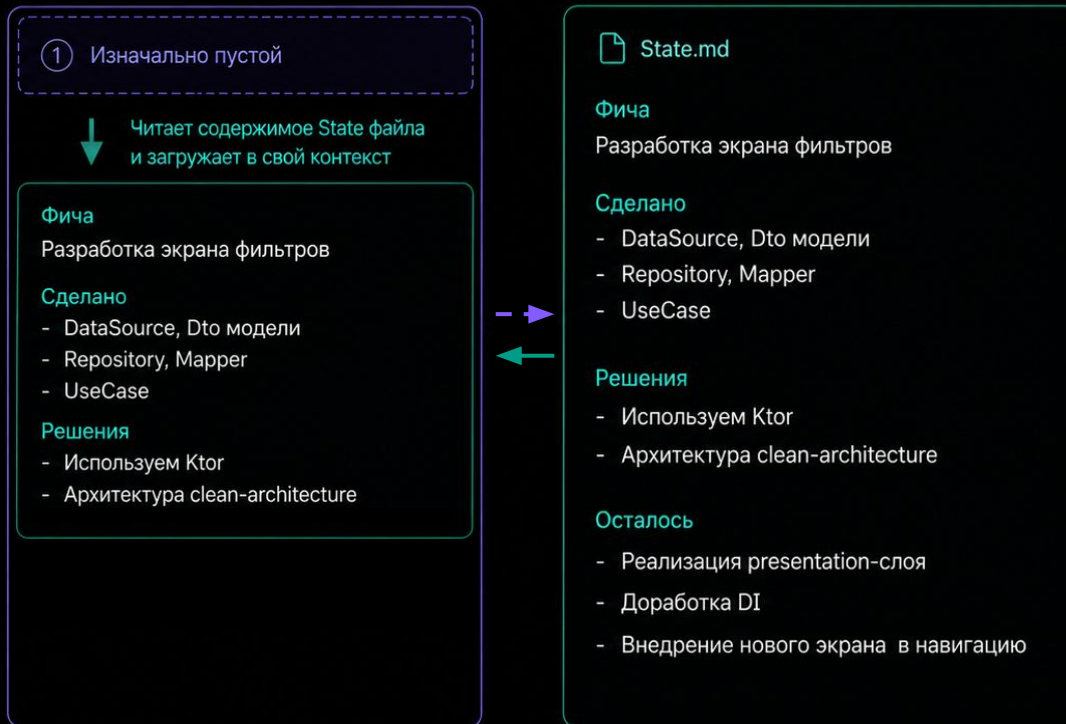 1 Изначально пустой
Читает содержимое State файла
и загружает в свой контекст
Фича
Разработка экрана фильтров
Сделано
- DataSource, Dto модели
- Repository, Mapper
- UseCase
Решения
- Используем Ktor
- Архитектура clean-architecture
State.md
Фича
Разработка экрана фильтров
Сделано
- DataSource, Dto модели
- Repository, Mapper
- UseCase
Решения
- Используем Ktor
- Архитектура clean-architecture
Осталось
- Реализация presentation-слоя
- Доработка DI
- Внедрение нового экрана в навигацию